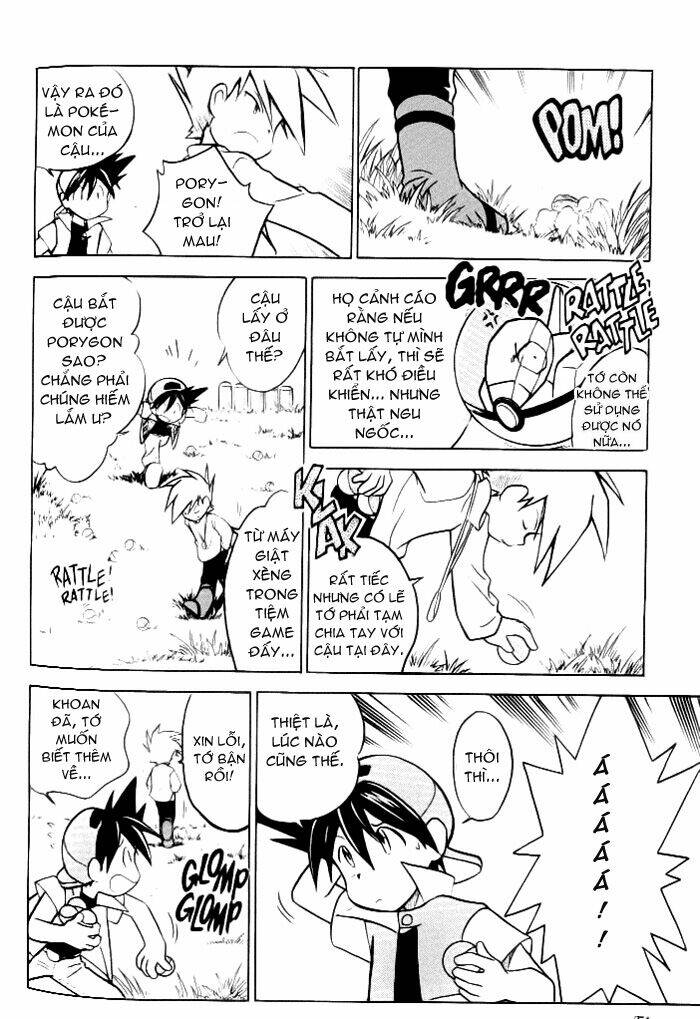 VẬY RA ĐÓ
LÀ POKÉ-
MON CỦA
CẬU...
PORY-
GON!
TRỞ LẠI
MAU!
POM!
CẬU BẮT
ĐƯỢC
PORYGON
SAO?
CHẲNG PHẢI
CHÚNG HIẾM
LẮM Ư?
CẬU
LẤY Ở
ĐÂU
THẾ?
RATTLE!
RATTLE!
TỪ MÁY
GIẬT
XÈNG
TRONG
TIỆM
GAME
ĐẤY...
HỌ CẢNH CÁO
RẰNG NẾU
KHÔNG TỰ MÌNH
BẮT LẤY, THÌ SẼ
RẤT KHÓ ĐIỀU
KHIỂN... NHƯNG
THẬT NGU
NGỐC...
GRRR
RATTLE
RATTLE
TỚ CÒN
KHÔNG THỂ
SỬ DỤNG
ĐƯỢC NÓ
NỮA...
KLAK
RẤT TIẾC
NHƯNG CÓ LẼ
TỚ PHẢI TẠM
CHIA TAY VỚI
CẬU TẠI ĐÂY.
KHOAN
ĐÃ, TỚ
MUỐN
BIẾT THÊM
VỀ...
XIN LỖI,
TỚ BẬN
RỒI!
GLOMP
GLOMP
THIỆT LÀ,
LÚC NÀO
CŨNG THẾ.
THÔI
THÌ...
Á Á Á Á Á ! !